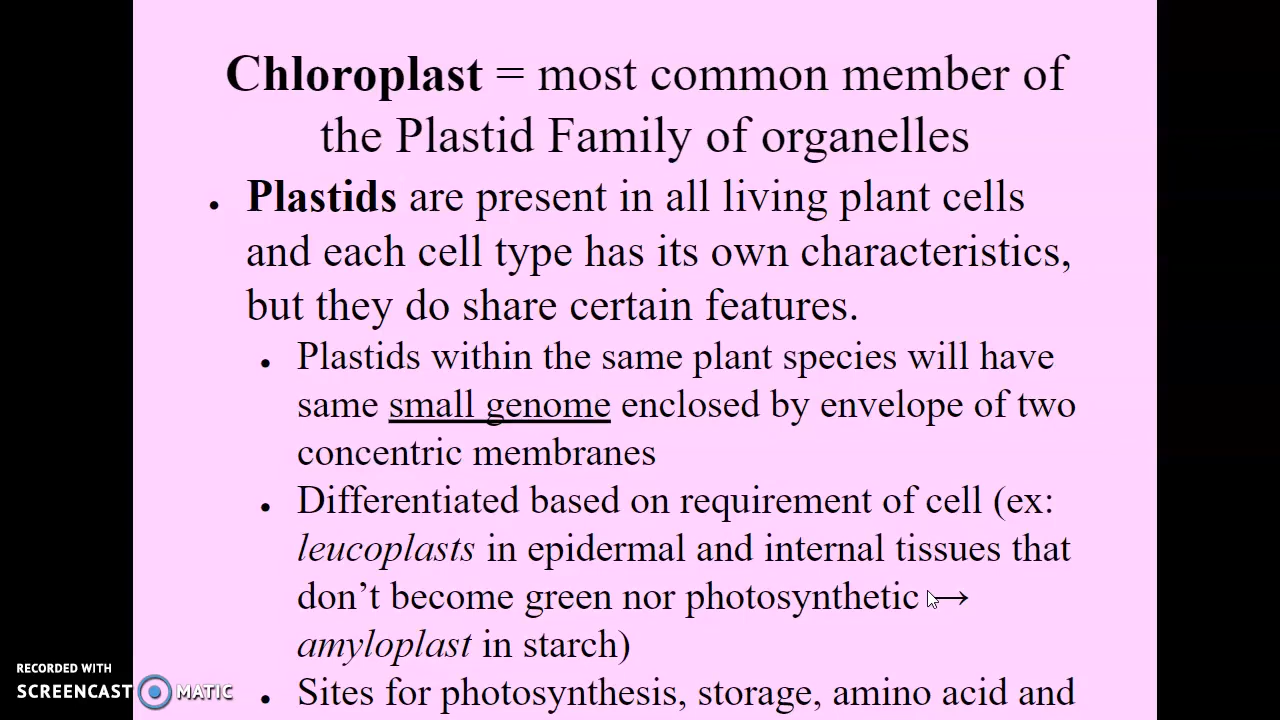 Chloroplast = most common member of
the Plastid Family of organelles
• Plastids are present in all living plant cells
and each cell type has its own characteristics,
but they do share certain features.
• Plastids within the same plant species will have
same small genome enclosed by envelope of two
concentric membranes
• Differentiated based on requirement of cell (ex:
leucoplasts in epidermal and internal tissues that
don’t become green nor photosynthetic →
amyloplast in starch)
• Sites for photosynthesis, storage, amino acid and
RECORDED WITH
SCREENCAST MATIC